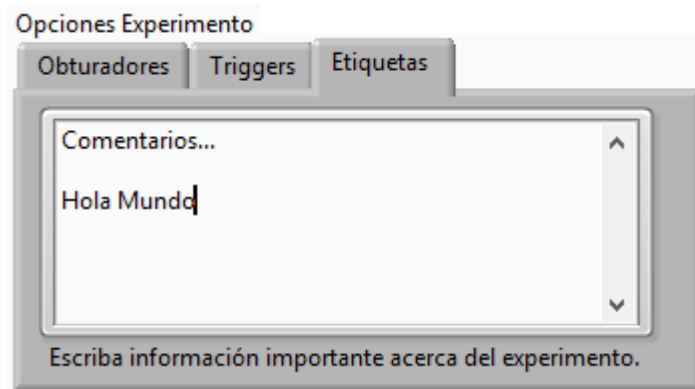 Opciones Experimento
Obturadores Triggers Etiquetas
Comentarios...
Hola Mundo
Escriba información importante acerca del experimento.